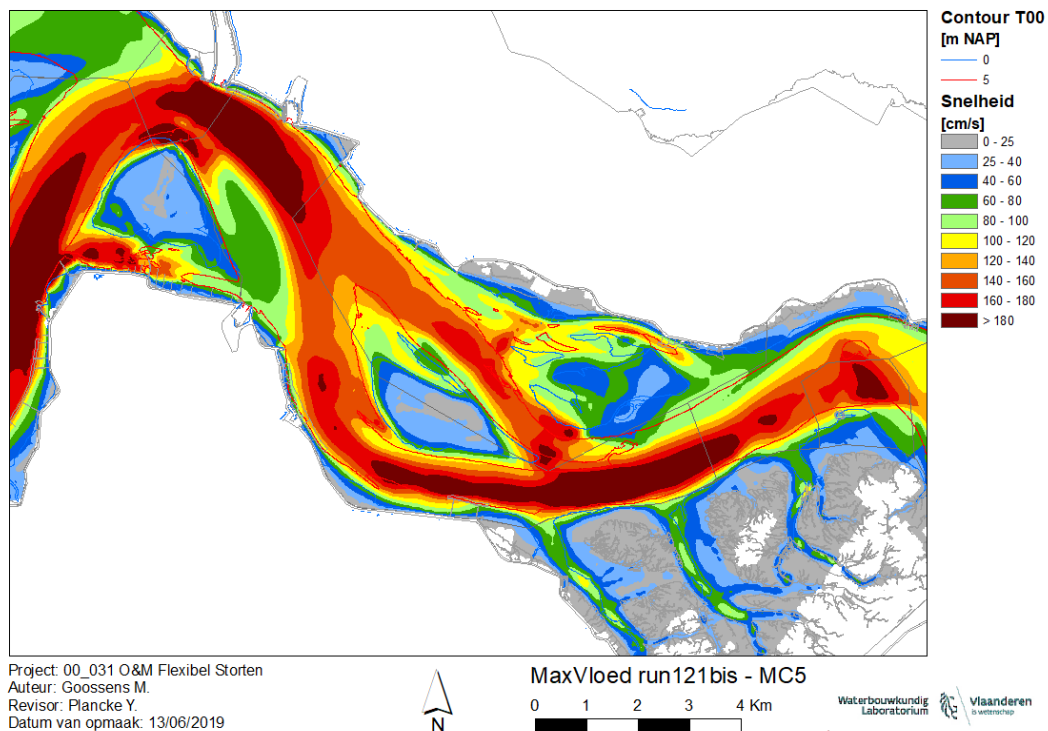 Contour T00
[m NAP]
0
5
Snelheid
[cm/s]
0 - 25
25 - 40
40 - 60
60 - 80
80 - 100
100 - 120
120 - 140
140 - 160
160 - 180
> 180
Project: 00_031 O&M Flexibel Storten
Auteur: Goossens M.
Revisor: Plancke Y.
Datum van opmaak: 13/06/2019
N
MaxVloed run121bis - MC5
0 1 2 3 4 Km
Waterbouwkundig
Laboratorium
Vlaanderen
is wetenschap